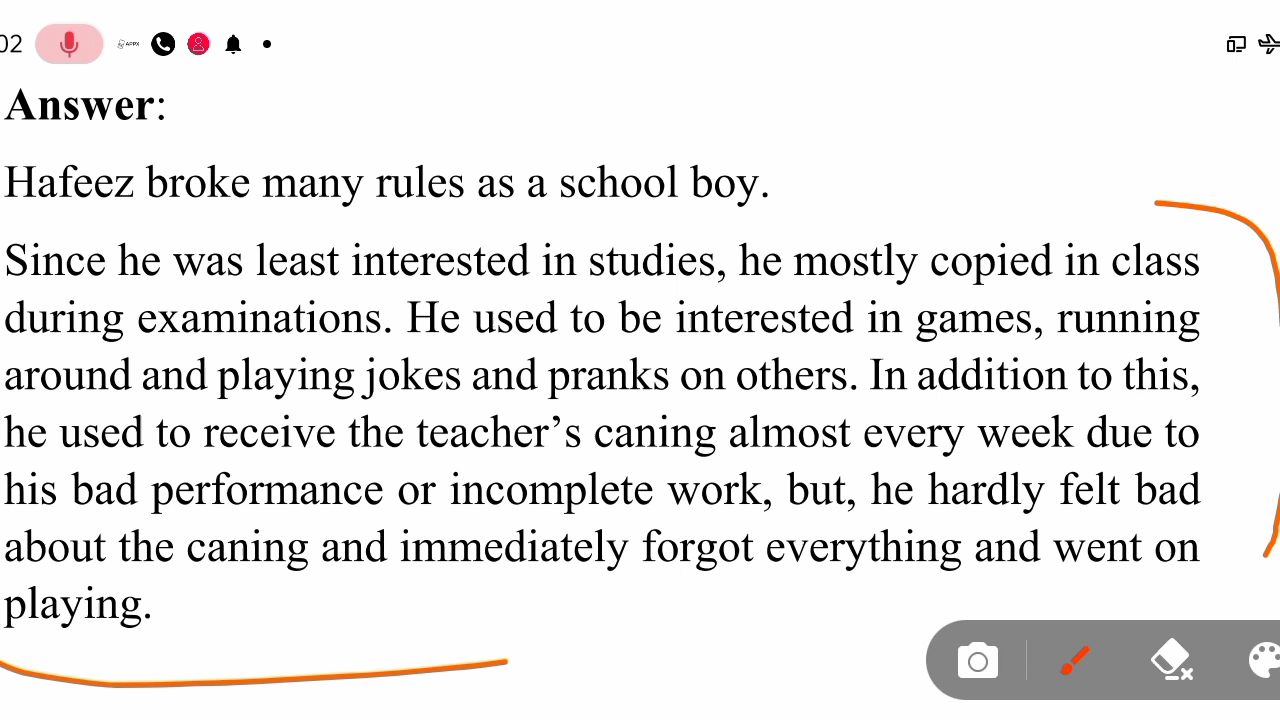 02
APPX
Answer:
Hafeez broke many rules as a school boy.
Since he was least interested in studies, he mostly copied in class
during examinations. He used to be interested in games, running
around and playing jokes and pranks on others. In addition to this,
he used to receive the teacher’s caning almost every week due to
his bad performance or incomplete work, but, he hardly felt bad
about the caning and immediately forgot everything and went on
playing.